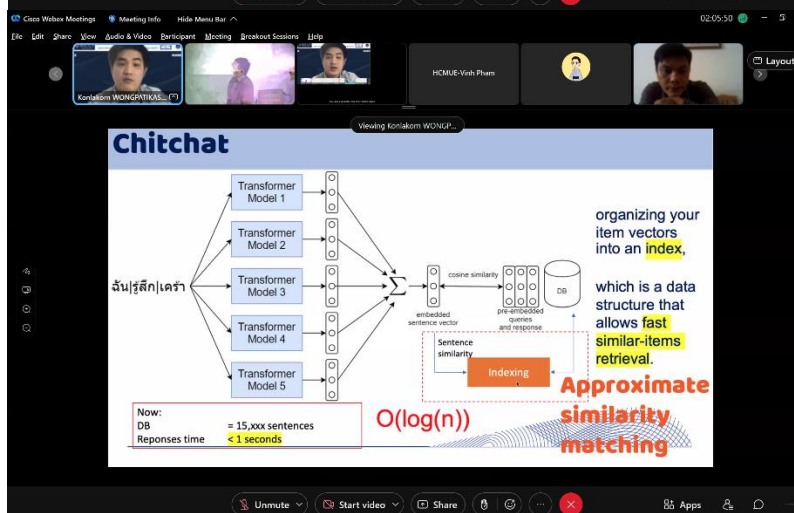 Cisco Webex Meetings
Meeting Info
Hide Menu Bar
02:05:50
File Edit Share View Audio & Video Participant Meeting Breakout Sessions Help
Konlakorn WONGPATIKAS...
HCMUE-Vinh Pham
Layout
Viewing Konlakorn WONGP...
Chitchat
Transformer
Model 1
Transformer
Model 2
Transformer
Model 3
Transformer
Model 4
Transformer
Model 5
ฉัน|รู้สึก|เศร้า
Σ
embedded
sentence vector
cosine similarity
pre-embedded
queries
and response
DB
Sentence
similarity
Indexing
organizing your
item vectors
into an index,
which is a data
structure that
allows fast
similar-items
retrieval.
Approximate
similarity
matching
Now:
DB = 15,xxx sentences
Reponses time < 1 seconds
O(log(n))
Unmute
Start video
Share
Apps